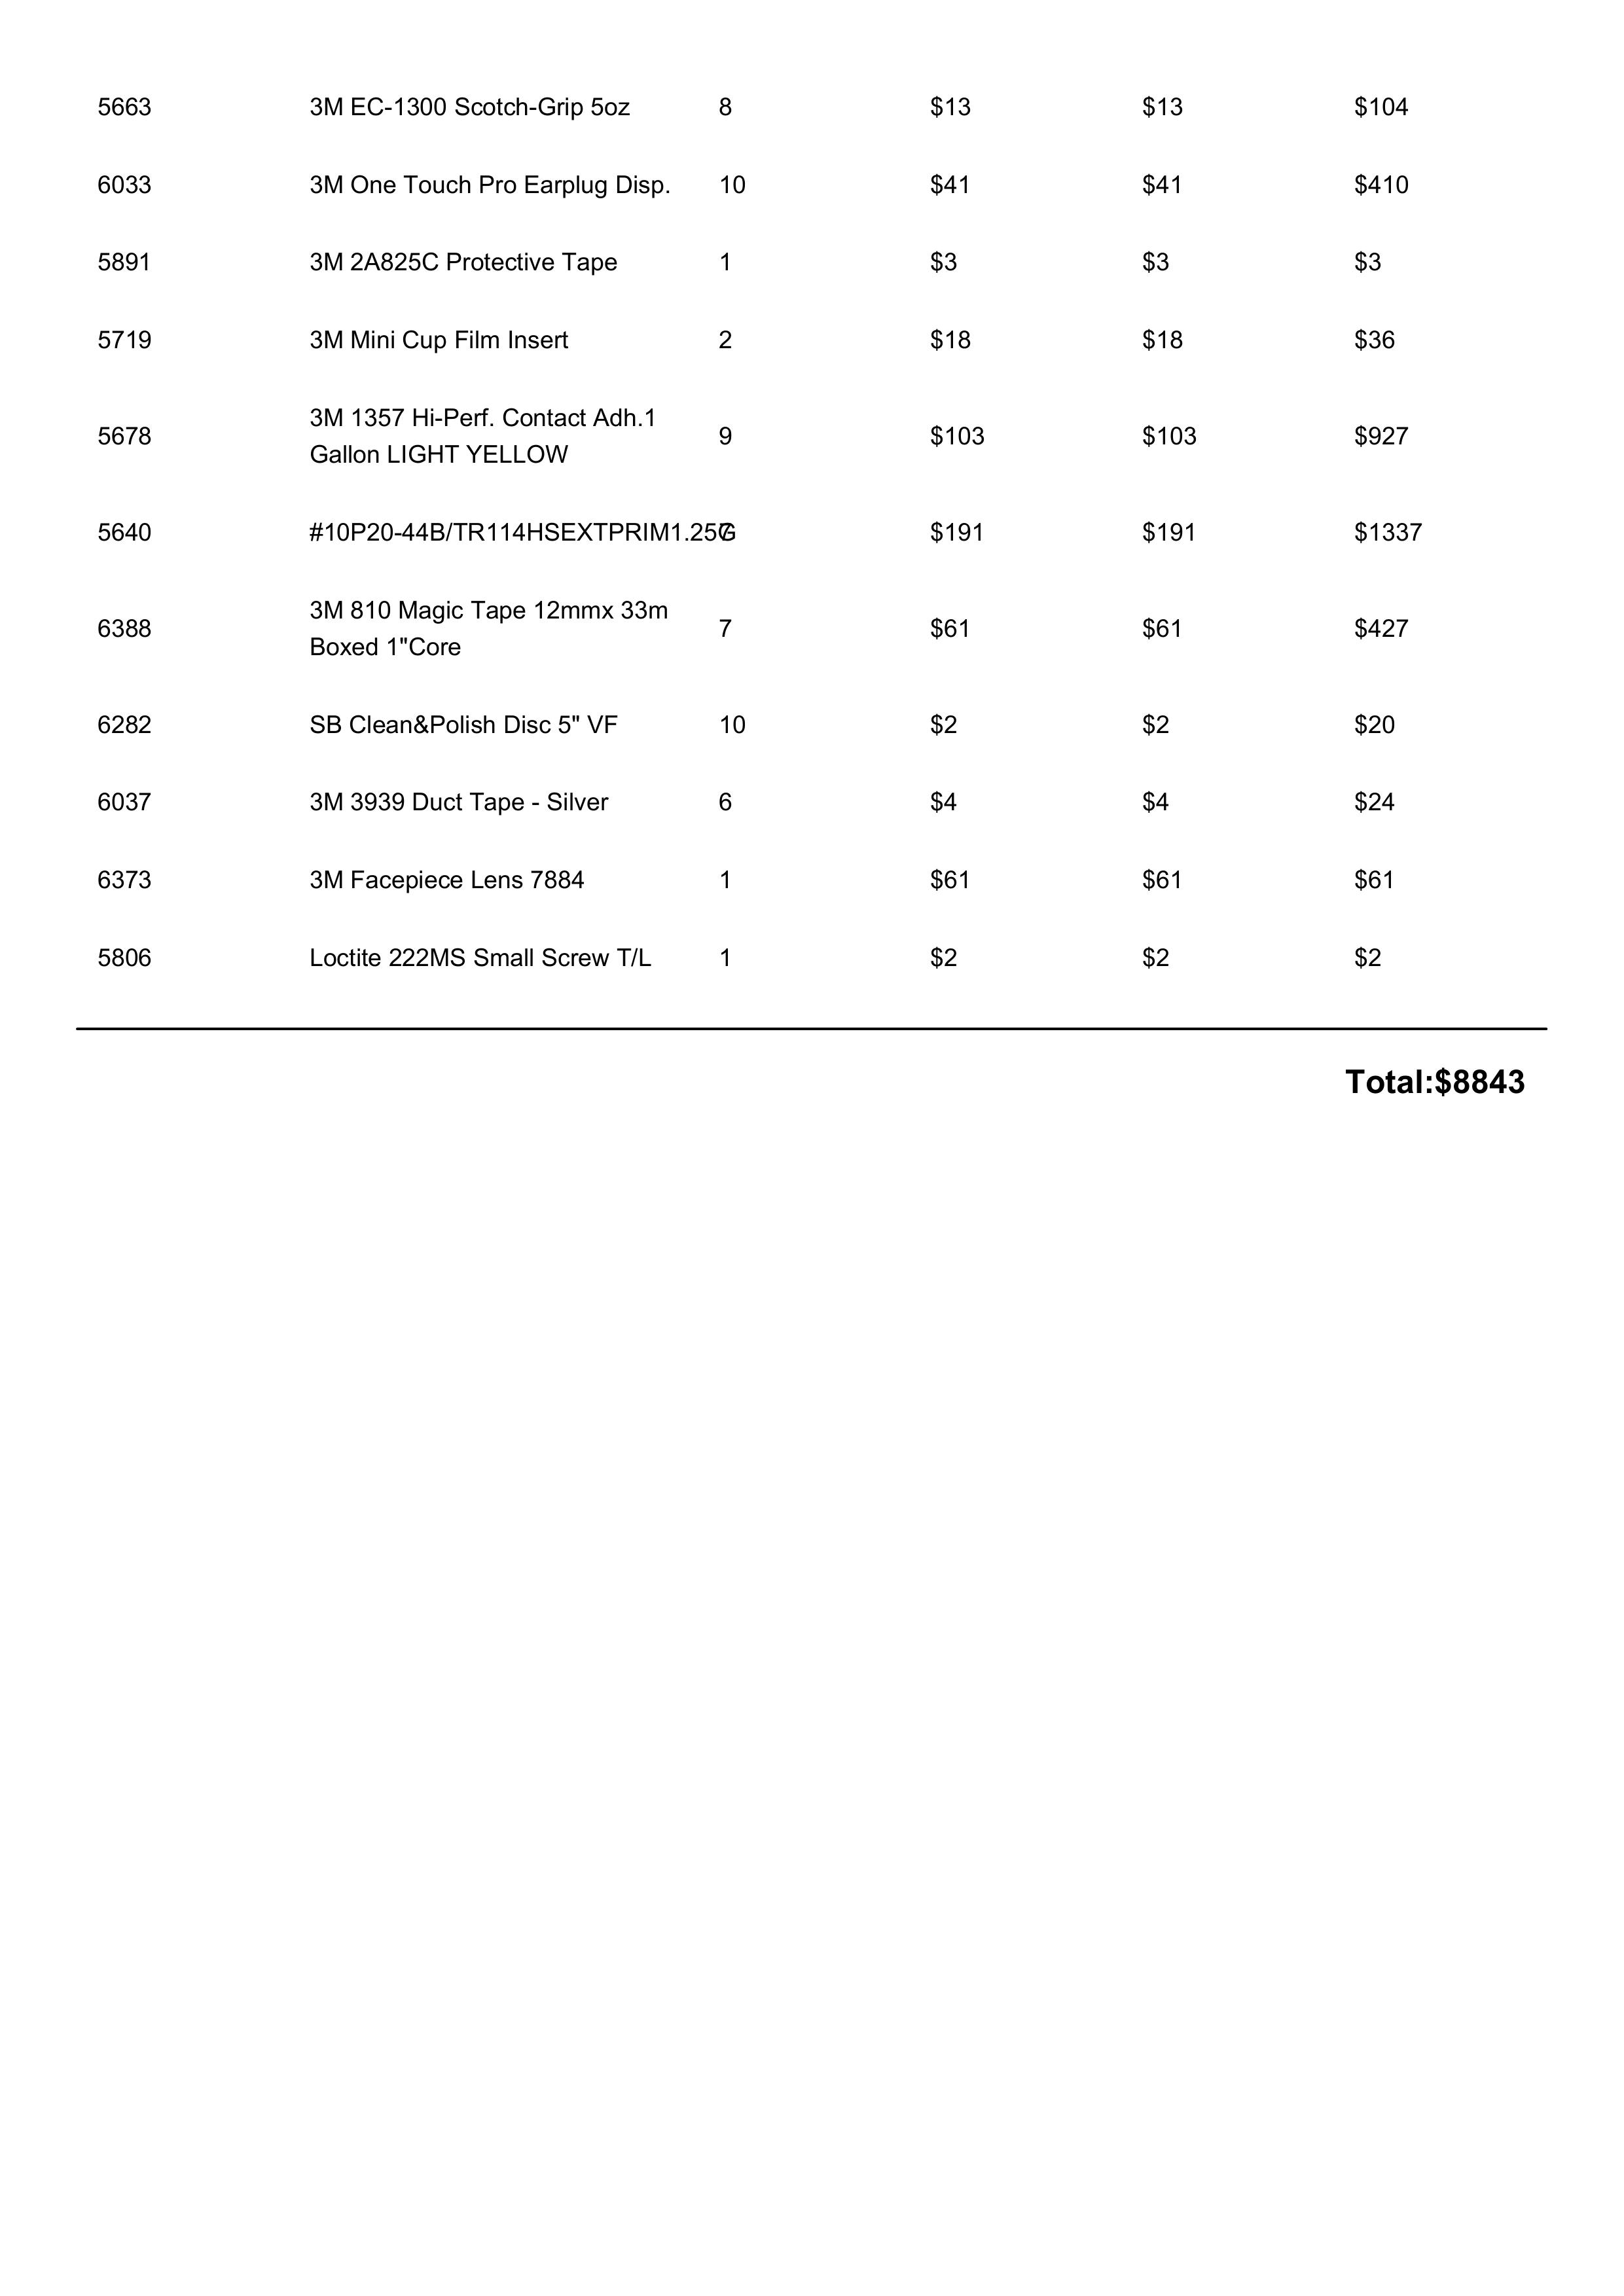 5663 3M EC-1300 Scotch-Grip 5oz 8 $13 $13 $104
6033 3M One Touch Pro Earplug Disp. 10 $41 $41 $410
5891 3M 2A825C Protective Tape 1 $3 $3 $3
5719 3M Mini Cup Film Insert 2 $18 $18 $36
5678 3M 1357 Hi-Perf. Contact Adh.1
Gallon LIGHT YELLOW 9 $103 $103 $927
5640 #10P20-44B/TR114HSEXTPRIM1.25G 7 $191 $191 $1337
6388 3M 810 Magic Tape 12mmx 33m
Boxed 1"Core 7 $61 $61 $427
6282 SB Clean&Polish Disc 5" VF 10 $2 $2 $20
6037 3M 3939 Duct Tape - Silver 6 $4 $4 $24
6373 3M Facepiece Lens 7884 1 $61 $61 $61
5806 Loctite 222MS Small Screw T/L 1 $2 $2 $2
Total:$8843